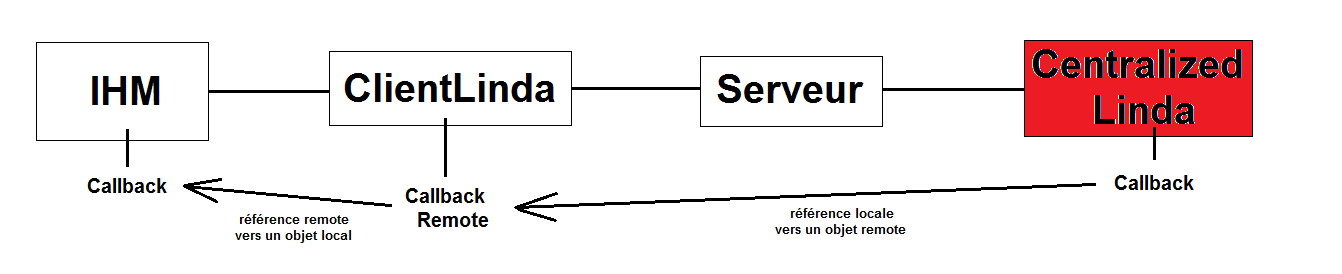 IHM
ClientLinda
Serveur
Centralized
Linda
Callback
Callback
Remote
Callback
référence remote
vers un objet local
référence locale
vers un objet remote